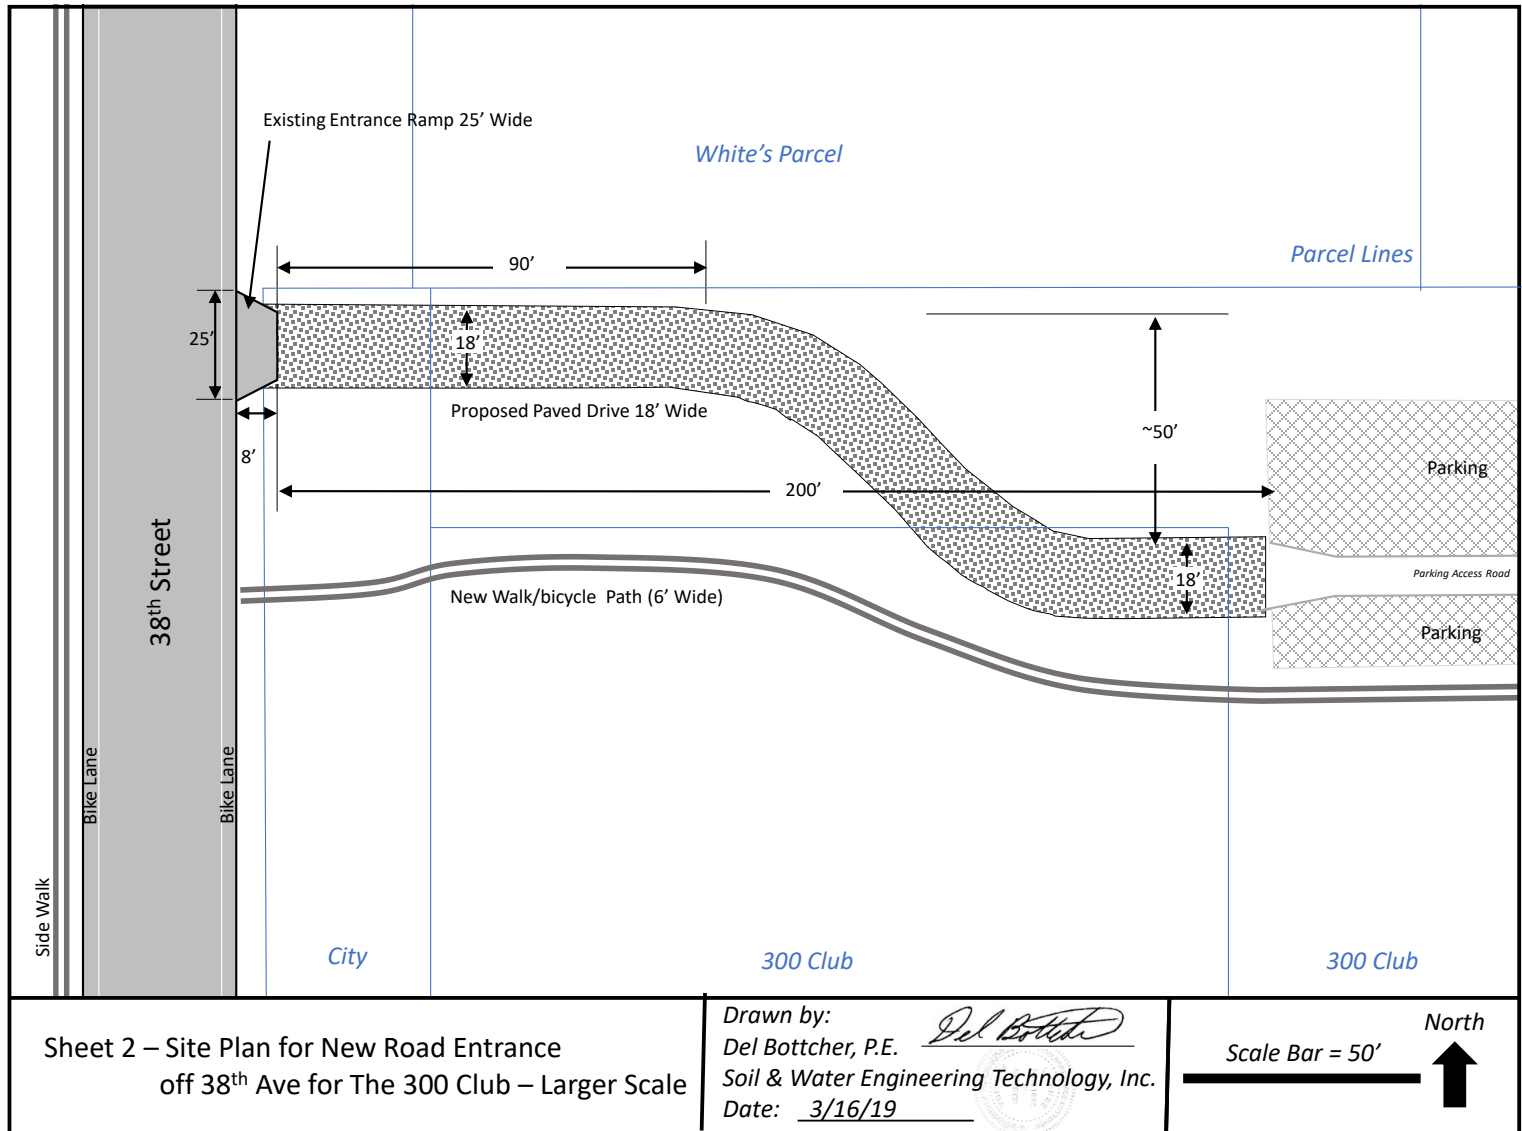 Existing Entrance Ramp 25’ Wide
White’s Parcel
Parcel Lines
90’
25’
18’
Proposed Paved Drive 18’ Wide
~50’
8’
Parking
200’
38th Street
Parking Access Road
18’
New Walk/bicycle Path (6’ Wide)
Parking
Bike Lane
Bike Lane
Side Walk
City
300 Club
300 Club
Sheet 2 – Site Plan for New Road Entrance
off 38th Ave for The 300 Club – Larger Scale
Drawn by:
Del Bottcher, P.E. Del Bottcher
Soil & Water Engineering Technology, Inc.
Date: 3/16/19
Scale Bar = 50’
North